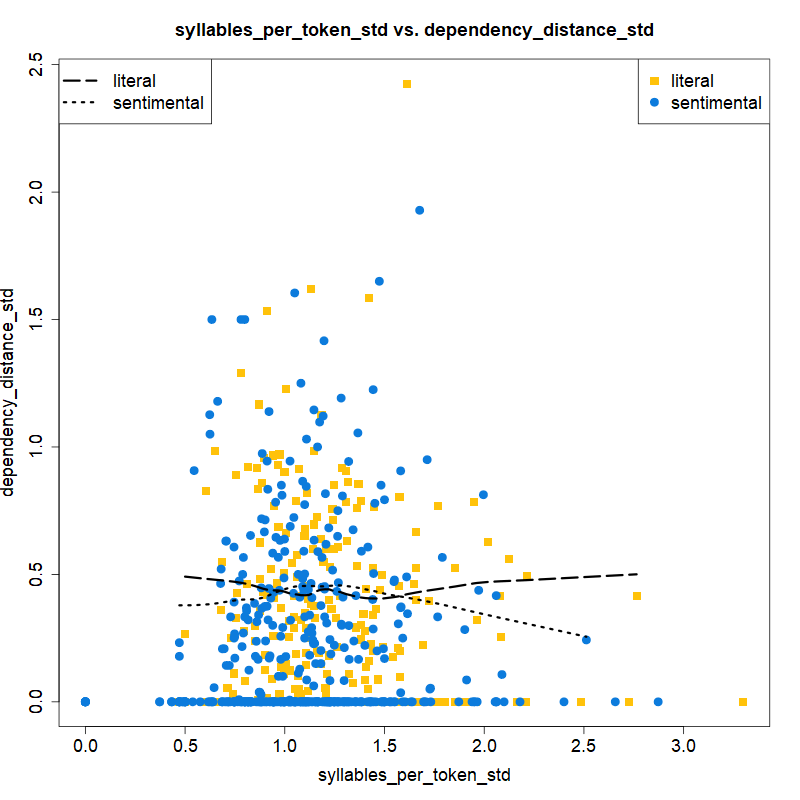 syllables_per_token_std vs. dependency_distance_std
literal
sentimental
literal
sentimental
dependency_distance_std
2.5
2.0
1.5
1.0
0.5
0.0
0.0 0.5 1.0 1.5 2.0 2.5 3.0
syllables_per_token_std